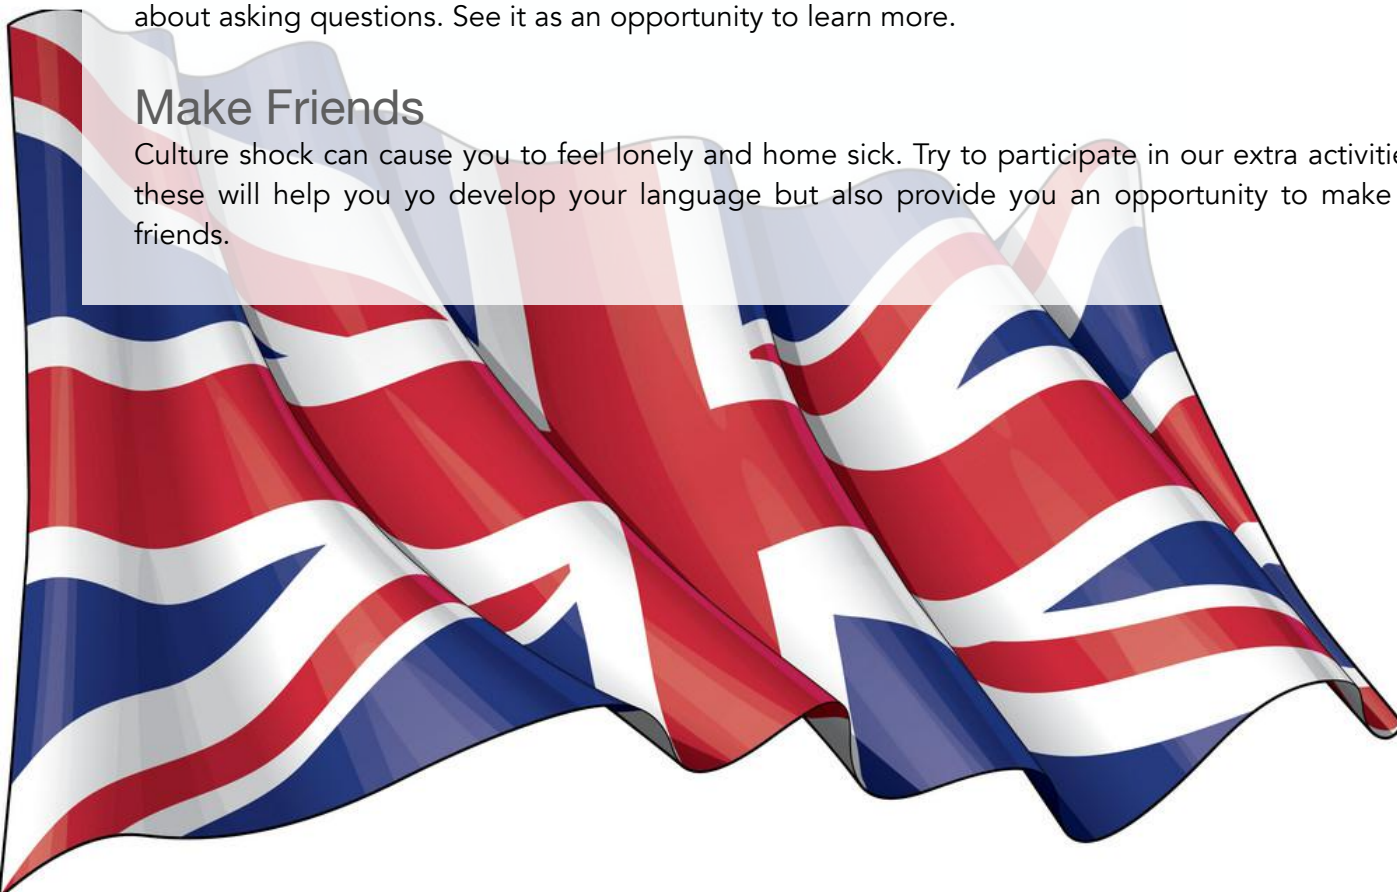 about asking questions. See it as an opportunity to learn more.
Make Friends
Culture shock can cause you to feel lonely and home sick. Try to participate in our extra activitie
these will help you yo develop your language but also provide you an opportunity to make
friends.